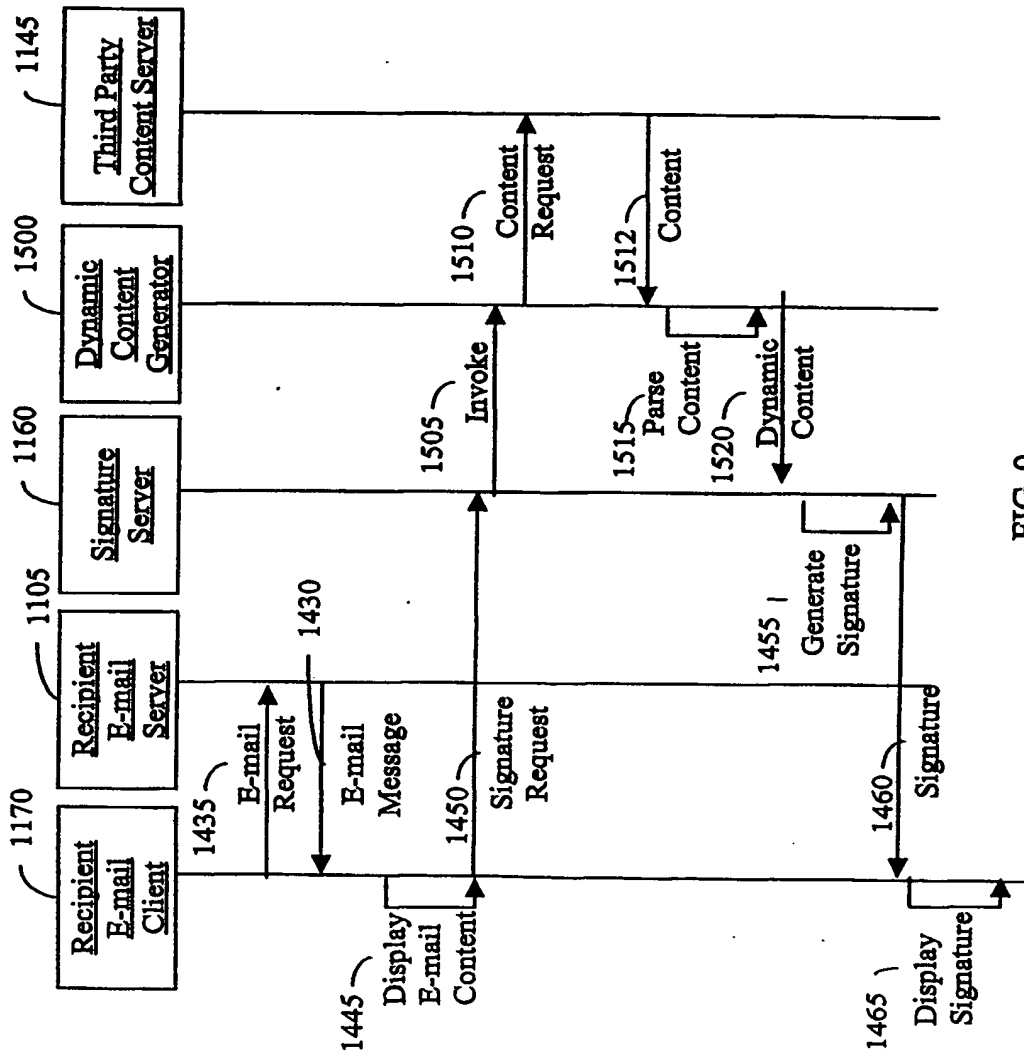 1170
1105
1160
1500
1145
Recipient
E-mail
Client
Recipient
E-mail
Server
Signature
Server
Dynamic
Content
Generator
Third Party
Content Server
1435
E-mail
Request
1430
E-mail
Message
1445
Display
E-mail
Content
1450
Signature
Request
1505
Invoke
1510
Content
Request
1512
Content
1515
Parse
Content
1520
Dynamic
Content
1455
Generate
Signature
1460
Signature
1465
Display
Signature
FIG. 9